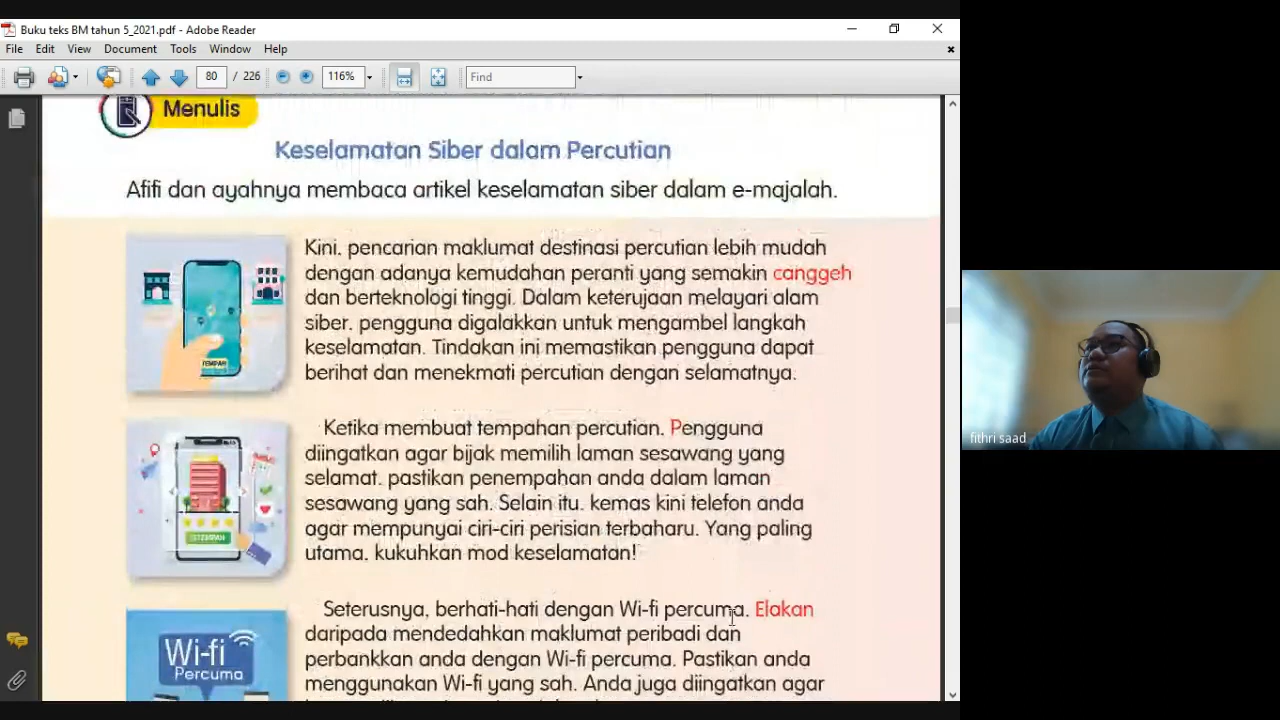 Buku teks BM tahun 5_2021.pdf - Adobe Reader
File Edit View Document Tools Window Help
80 / 226 116% Find
Menulis
Keselamatan Siber dalam Percutian
Afifi dan ayahnya membaca artikel keselamatan siber dalam e-majalah.
Kini, pencarian maklumat destinasi percutian lebih mudah
dengan adanya kemudahan peranti yang semakin canggeh
dan berteknologi tinggi. Dalam keterujaan melayari alam
siber, pengguna digalakkan untuk mengambel langkah
keselamatan. Tindakan ini memastikan pengguna dapat
berihat dan menekmati percutian dengan selamatnya.
TEMPAH
Ketika membuat tempahan percutian. Pengguna
diingatkan agar bijak memilih laman sesawang yang
selamat, pastikan penempahan anda dalam laman
sesawang yang sah. Selain itu, kemas kini telefon anda
agar mempunyai ciri-ciri perisian terbaharu. Yang paling
utama, kukuhkan mod keselamatan!
Seterusnya, berhati-hati dengan Wi-fi percuma. Elakan
daripada mendedahkan maklumat peribadi dan
perbankkan anda dengan Wi-fi percuma. Pastikan anda
menggunakan Wi-fi yang sah. Anda juga diingatkan agar
Wi-fi
Percuma
fithri saad